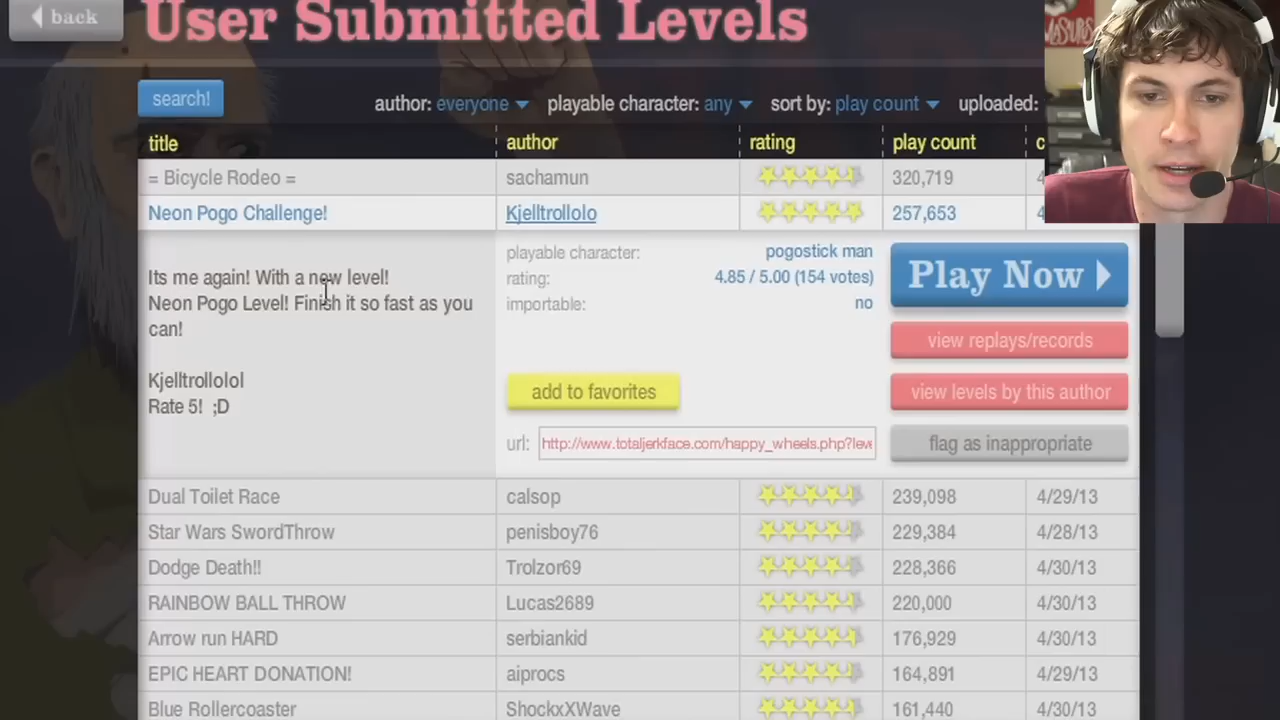 back
User Submitted Levels
search!
author: everyone playable character: any sort by: play count uploaded:
title author rating play count c
= Bicycle Rodeo = sachamun 320,719 4
Neon Pogo Challenge! Kjelltrollolo 257,653 4
Its me again! With a new level!
Neon Pogo Level! Finish it so fast as you
can!
Kjelltrollolol
Rate 5! ;D
playable character: pogostick man
rating: 4.85 / 5.00 (154 votes)
importable: no
add to favorites
url: http://www.totaljerkface.com/happy_wheels.php?leve
Play Now
view replays/records
view levels by this author
flag as inappropriate
Dual Toilet Race calsop 239,098 4/29/13
Star Wars SwordThrow penisboy76 229,384 4/28/13
Dodge Death!! Trolzor69 228,366 4/30/13
RAINBOW BALL THROW Lucas2689 220,000 4/30/13
Arrow run HARD serbiankid 176,929 4/30/13
EPIC HEART DONATION! aiprocs 164,891 4/29/13
Blue Rollercoaster ShockxXWave 161,440 4/30/13